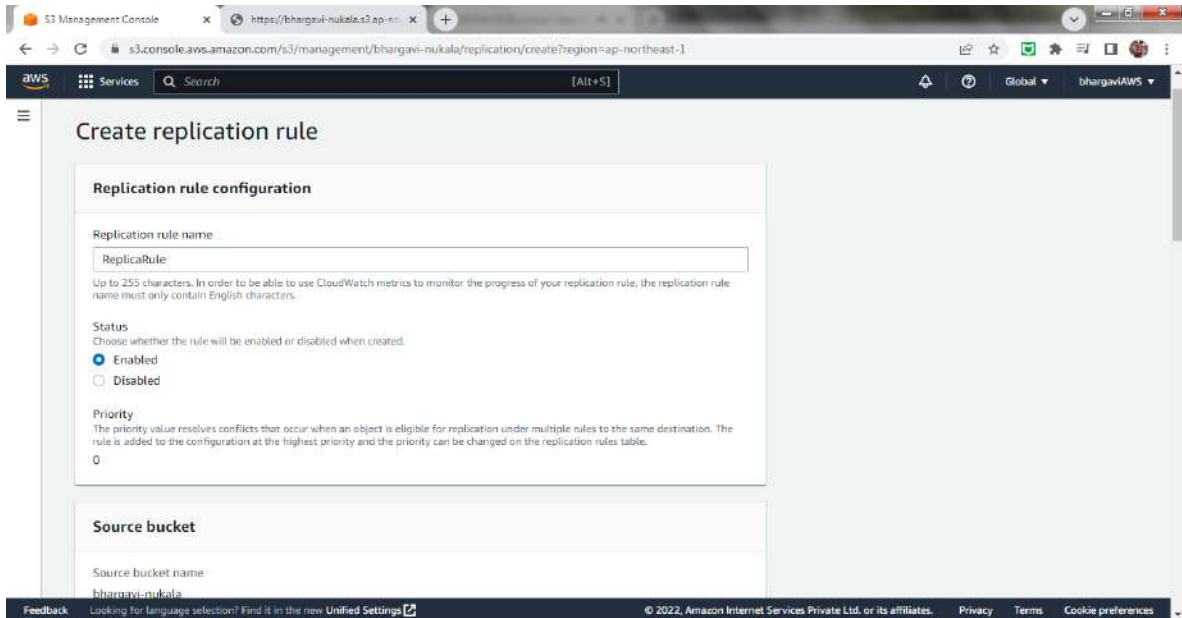 S3 Management Console
https://bhargavi-nukala.s3.ap-no
s3.console.aws.amazon.com/s3/management/bhargavi-nukala/replication/create?region=ap-northeast-1
aws
Services
Search
[Alt+S]
Global
bhargaviAWS
Create replication rule
Replication rule configuration
Replication rule name
ReplicaRule
Up to 255 characters. In order to be able to use CloudWatch metrics to monitor the progress of your replication rule, the replication rule
name must only contain English characters.
Status
Choose whether the rule will be enabled or disabled when created.
Enabled
Disabled
Priority
The priority value resolves conflicts that occur when an object is eligible for replication under multiple rules to the same destination. The
rule is added to the configuration at the highest priority and the priority can be changed on the replication rules table.
0
Source bucket
Source bucket name
bhargavi-nukala
Feedback
Looking for language selection? Find it in the new Unified Settings
© 2022, Amazon Internet Services Private Ltd. or its affiliates.
Privacy
Terms
Cookie preferences